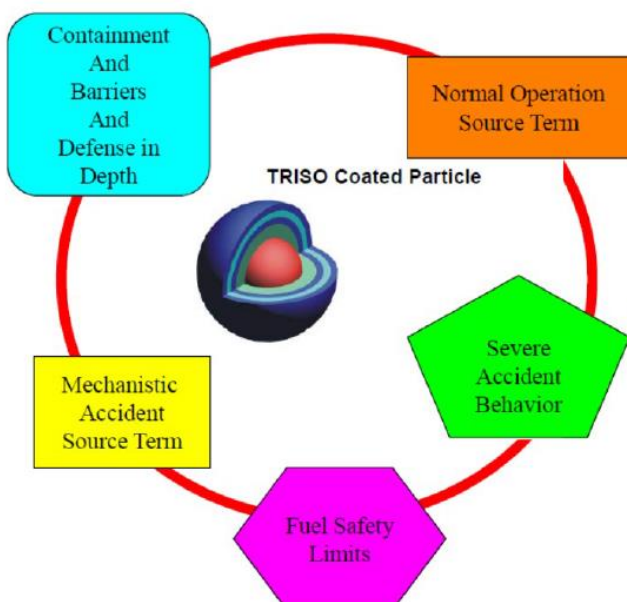 Containment
And
Barriers
And
Defense in
Depth
Normal Operation
Source Term
TRISO Coated Particle
Severe
Accident
Behavior
Mechanistic
Accident
Source Term
Fuel Safety
Limits